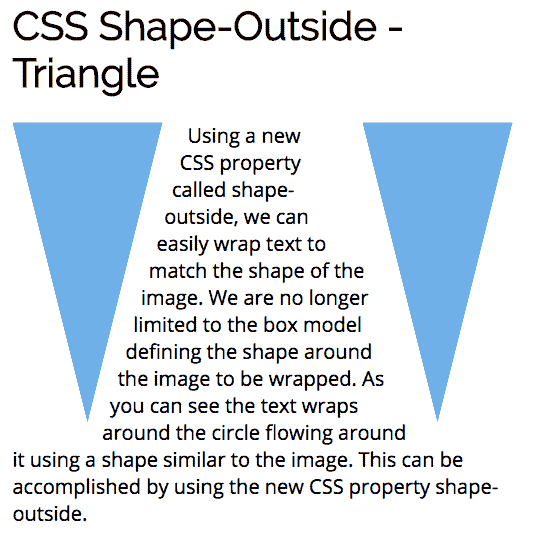 CSS Shape-Outside -
Triangle
Using a new
CSS property
called shape-
outside, we can
easily wrap text to
match the shape of the
image. We are no longer
limited to the box model
defining the shape around
the image to be wrapped. As
you can see the text wraps
around the circle flowing around
it using a shape similar to the image. This can be
accomplished by using the new CSS property shape-
outside.